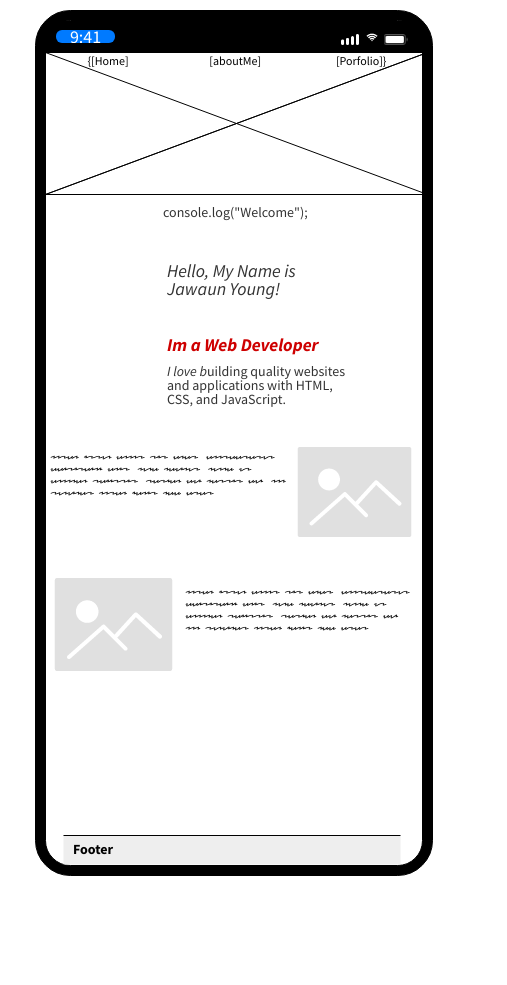 9:41
{[Home] [aboutMe] [Porfolio]}
console.log("Welcome");
Hello, My Name is
Jawaun Young!
Im a Web Developer
I love building quality websites
and applications with HTML,
CSS, and JavaScript.
Footer